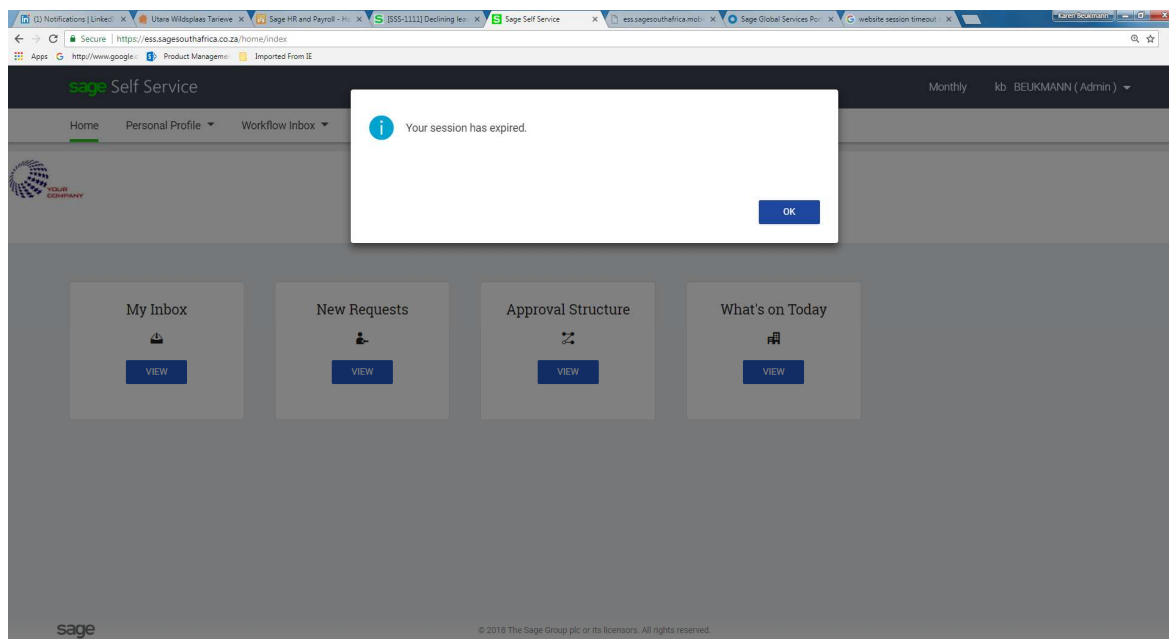 (1) Notifications | LinkedI
Utara Wildsplaas Tariewe
Sage HR and Payroll - Ho
[SSS-1111] Declining lea
Sage Self Service
ess.sagesouthafrica.mobi
Sage Global Services Por
website session timeout
Karen Beukmann
Secure | https://ess.sagesouthafrica.co.za/home/index
Apps
http://www.google.c
Product Manageme
Imported From IE
sage Self Service
Monthly
kb BEUKMANN ( Admin )
Home
Personal Profile
Workflow Inbox
Your session has expired.
OK
YOUR
COMPANY
My Inbox
New Requests
Approval Structure
What's on Today
VIEW
VIEW
VIEW
VIEW
sage
© 2018 The Sage Group plc or its licensors. All rights reserved.